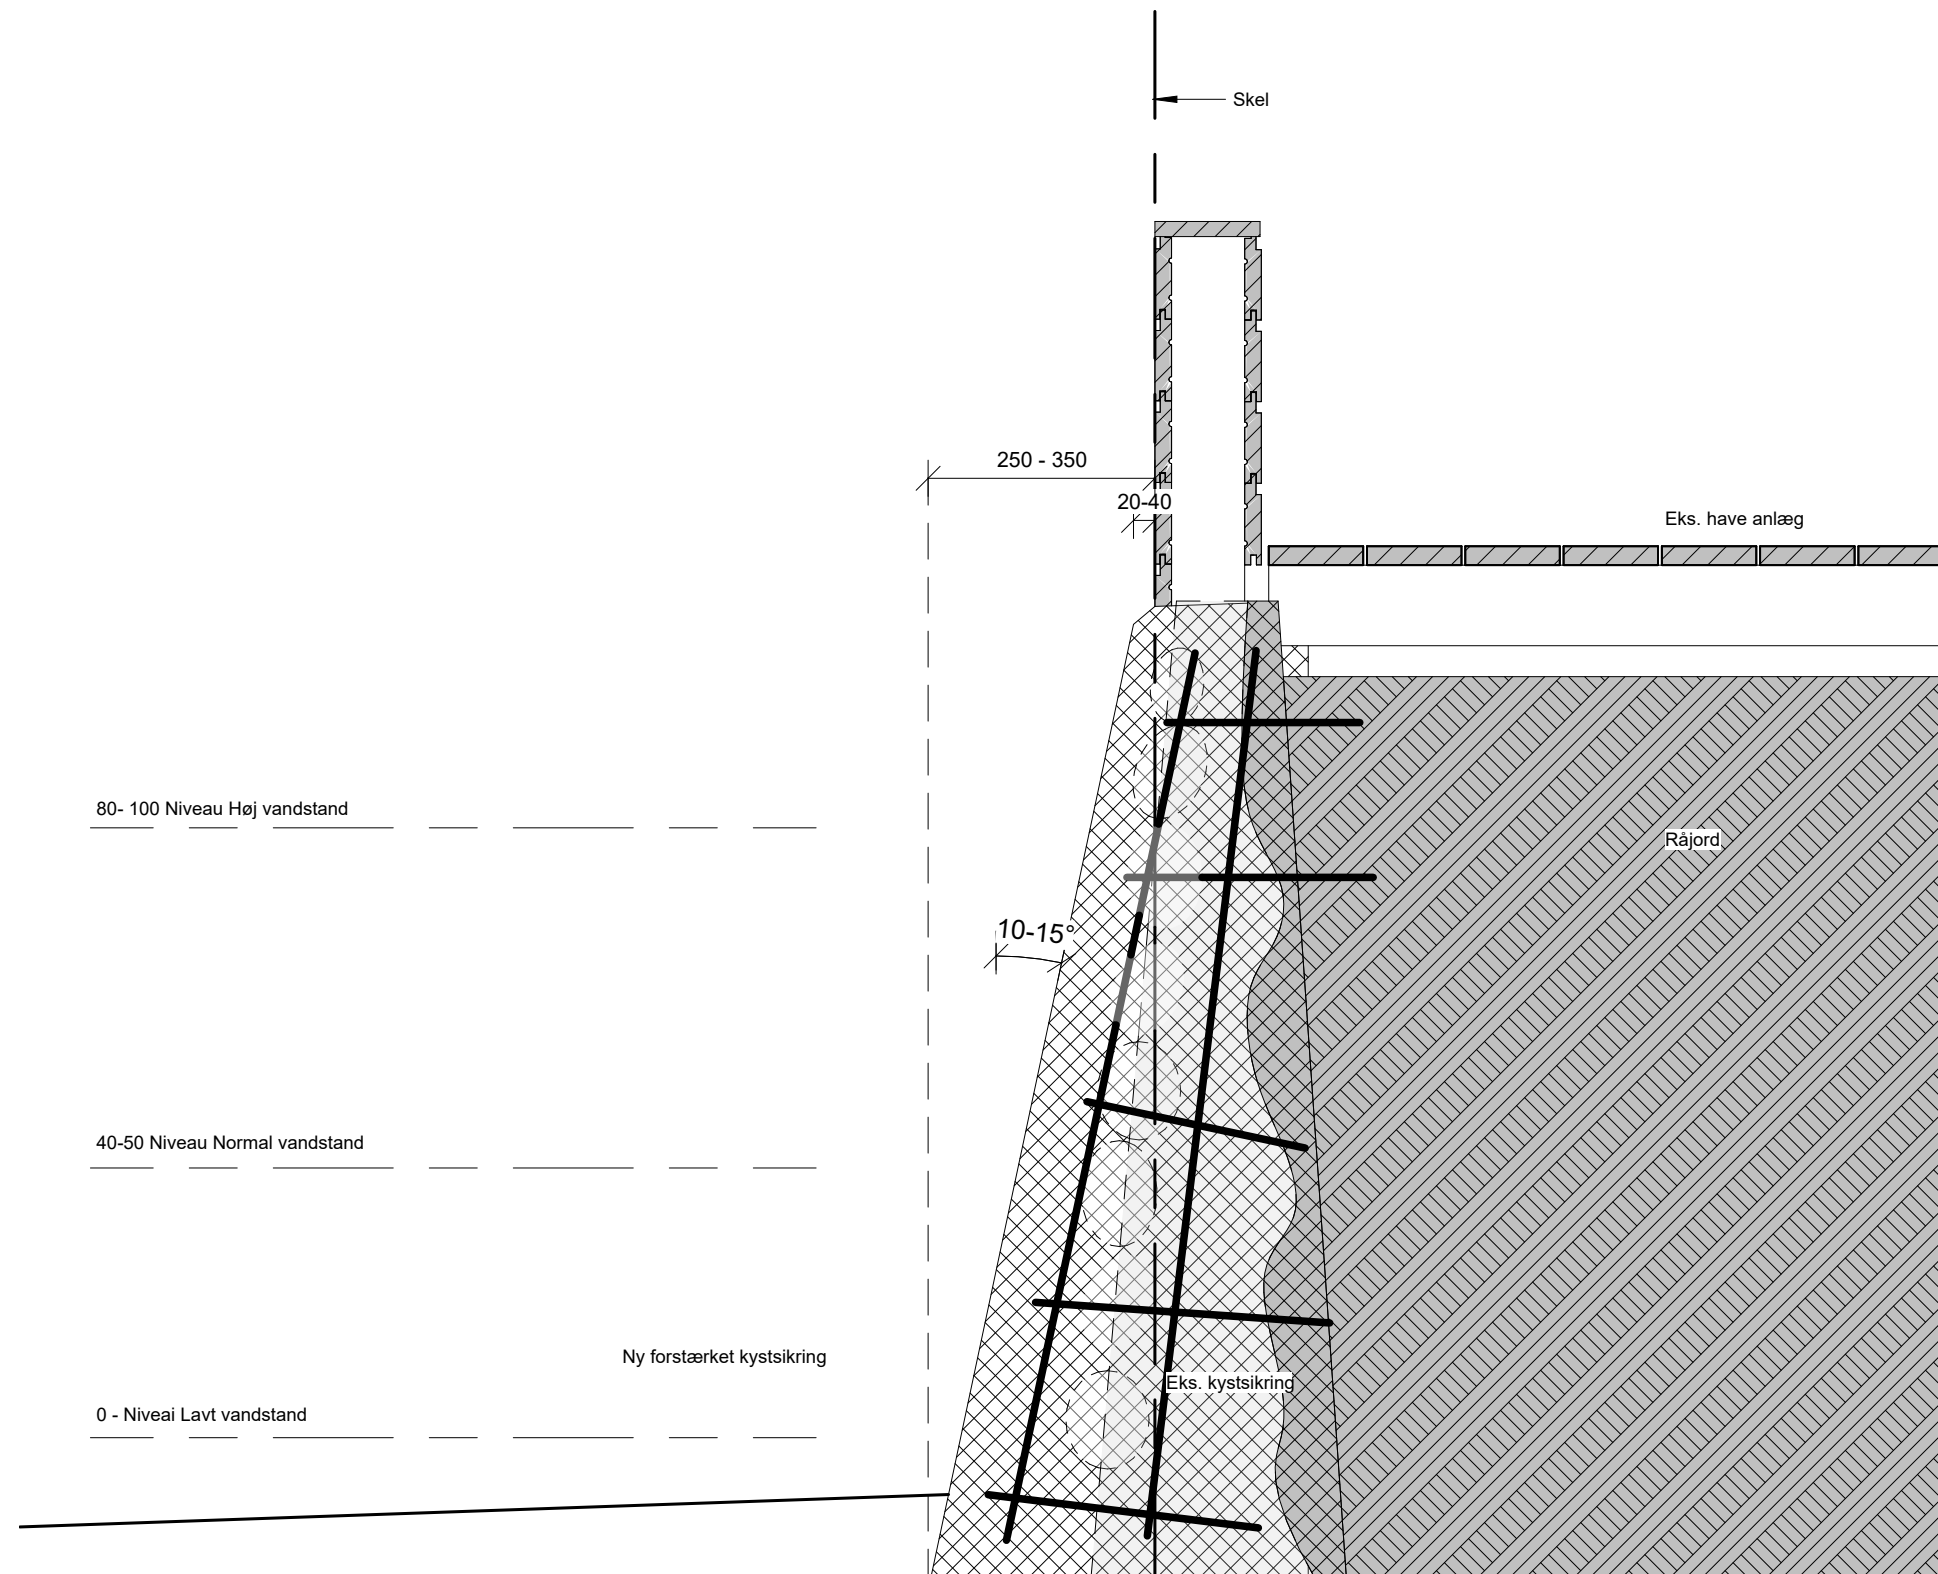 Skel
250 - 350
20-40
Eks. have anlæg
80- 100 Niveau Høj vandstand
Råjord
10-15°
40-50 Niveau Normal vandstand
Ny forstærket kystsikring
Eks. kystsikring
0 - Niveai Lavt vandstand